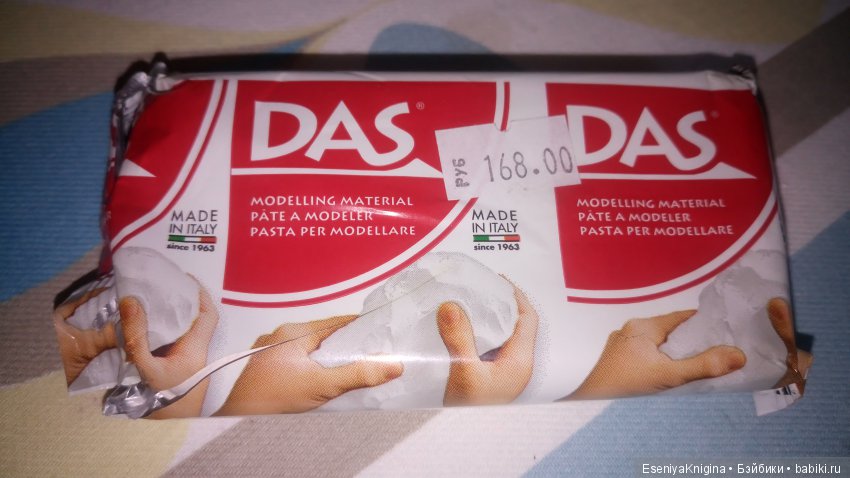 DAS®
MODELLING MATERIAL
PÂTE A MODELER
PASTA PER MODELLARE
MADE
IN ITALY
since 1963
РУБ 168.00
MADE
IN ITALY
since 1963
DAS®
MODELLING MATERIAL
PÂTE A MODELER
PASTA PER MODELLARE
EseniyaKnigina • Бэйбики • babiki.ru